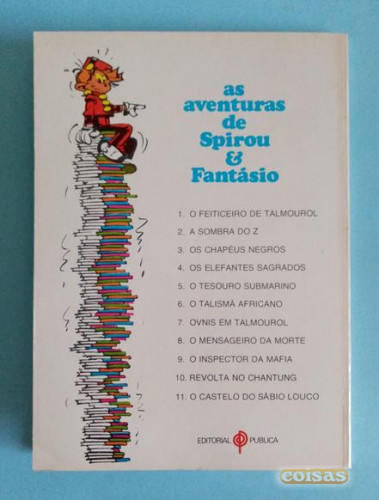 as
aventuras
de
Spirou
&
Fantásio
1. O FEITICEIRO DE TALMOUROL
2. A SOMBRA DO Z
3. OS CHAPÉUS NEGROS
4. OS ELEFANTES SAGRADOS
5. O TESOURO SUBMARINO
6. O TALISMÃ AFRICANO
7. OVNIS EM TALMOUROL
8. O MENSAGEIRO DA MORTE
9. O INSPECTOR DA MAFIA
10. REVOLTA NO CHANTUNG
11. O CASTELO DO SÁBIO LOUCO
EDITORIAL PUBLICA
coisas